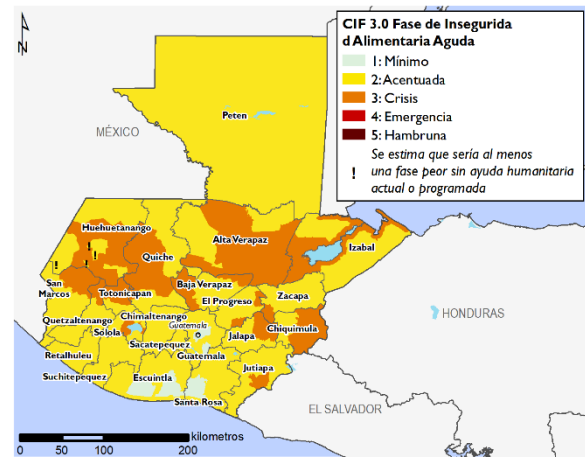 N
CIF 3.0 Fase de Insegurida
d Alimentaria Aguda
1: Mínimo
2: Acentuada
3: Crisis
4: Emergencia
5: Hambruna
! Se estima que sería al menos
una fase peor sin ayuda humanitaria
actual o programada
MÉXICO
Peten
Huehuetanango
Alta Verapaz
Izabal
Quiche
San
Marcos
Totonicapan
Baja Verapaz
El Progreso
Zacapa
Quetzaltenango
Chimaltenango
Guatemala
Solola
Chiquimula
HONDURAS
Sacatepequez
Jalapa
Retalhuleu
Guatemala
Suchitepequez
Escuintla
Jutiapa
Santa Rosa
EL SALVADOR
kilometros
0 50 100 200